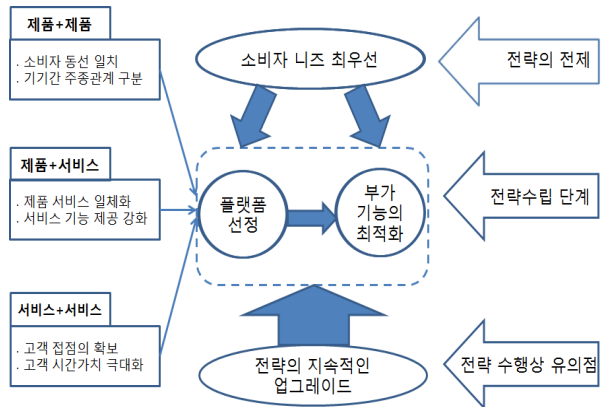 제품+제품
. 소비자 동선 일치
. 기기간 주종관계 구분
소비자 니즈 최우선
전략의 전제
제품+서비스
. 제품 서비스 일체화
. 서비스 기능 제공 강화
플랫폼
선정
부가
기능의
최적화
전략수립 단계
서비스+서비스
. 고객 접점의 확보
. 고객 시간가치 극대화
전략의 지속적인
업그레이드
전략 수행상 유의점